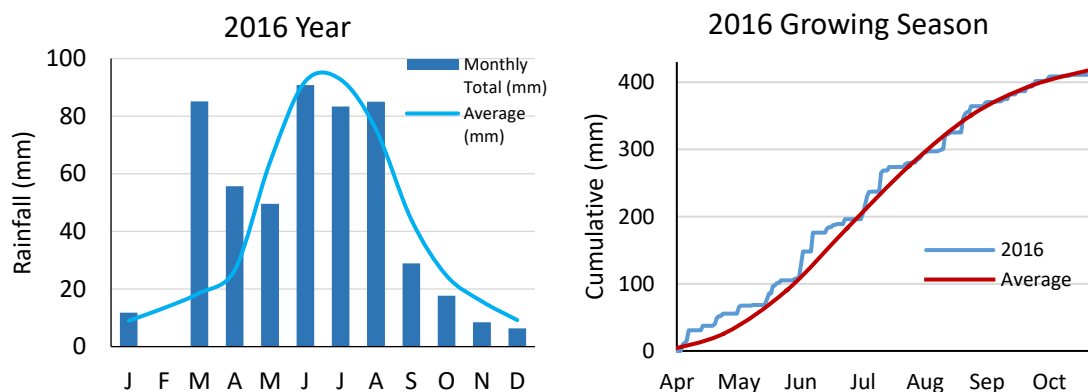 2016 Year
100
80
60
40
20
0
Rainfall (mm)
Monthly
Total (mm)
Average
(mm)
J F M A M J J A S O N D
2016 Growing Season
400
300
200
100
0
Cumulative (mm)
2016
Average
Apr May Jun Jul Aug Sep Oct